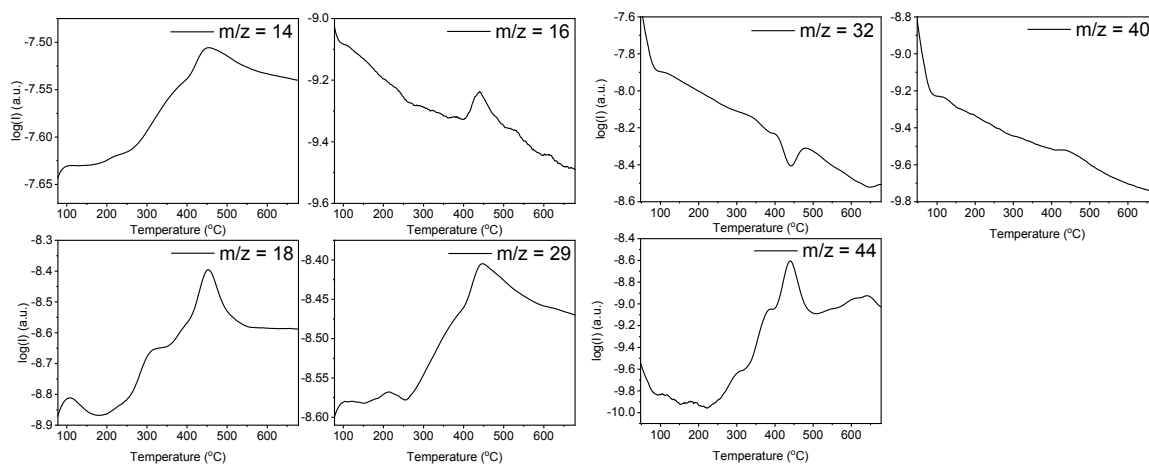 m/z = 14
-7.50
-7.55
-7.60
-7.65
log(I) (a.u.)
100 200 300 400 500 600
Temperature (°C)
m/z = 16
-9.0
-9.2
-9.4
-9.6
100 200 300 400 500 600
Temperature (°C)
m/z = 32
-7.6
-7.8
-8.0
-8.2
-8.4
-8.6
log(I) (a.u.)
100 200 300 400 500 600
Temperature (°C)
m/z = 40
-8.8
-9.0
-9.2
-9.4
-9.6
-9.8
100 200 300 400 500 600
Temperature (°C)
m/z = 18
-8.3
-8.4
-8.5
-8.6
-8.7
-8.8
-8.9
log(I) (a.u.)
100 200 300 400 500 600
Temperature (°C)
m/z = 29
-8.40
-8.45
-8.50
-8.55
-8.60
100 200 300 400 500 600
Temperature (°C)
m/z = 44
-8.4
-8.6
-8.8
-9.0
-9.2
-9.4
-9.6
-9.8
-10.0
log(I) (a.u.)
100 200 300 400 500 600
Temperature (°C)